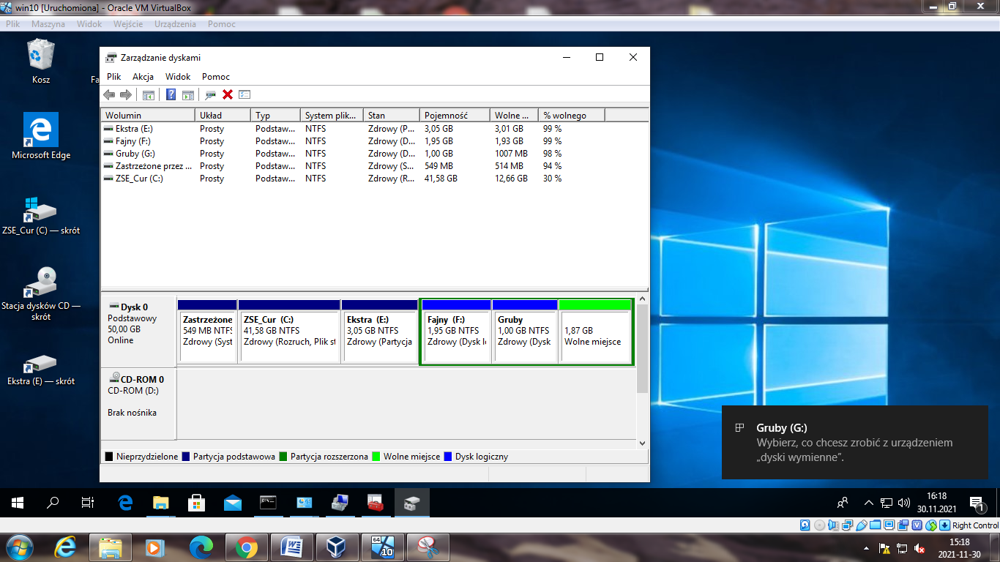 win10 [Uruchomiona] - Oracle VM VirtualBox
Plik Maszyna Widok Wejście Urządzenia Pomoc
Kosz
Fa
Microsoft Edge
ZSE_Cur (C) — skrót
Stacja dysków CD —
skrót
Ekstra (E) — skrót
Zarządzanie dyskami
Plik Akcja Widok Pomoc
Wolumin Układ Typ System plik... Stan Pojemność Wolne ... % wolnego
Ekstra (E:) Prosty Podstaw... NTFS Zdrowy (P... 3,05 GB 3,01 GB 99 %
Fajny (F:) Prosty Podstaw... NTFS Zdrowy (D... 1,95 GB 1,93 GB 99 %
Gruby (G:) Prosty Podstaw... NTFS Zdrowy (D... 1,00 GB 1007 MB 98 %
Zastrzeżone przez ... Prosty Podstaw... NTFS Zdrowy (S... 549 MB 514 MB 94 %
ZSE_Cur (C:) Prosty Podstaw... NTFS Zdrowy (R... 41,58 GB 12,66 GB 30 %
Dysk 0
Podstawowy
50,00 GB
Online
Zastrzeżone
549 MB NTFS
Zdrowy (Syst
ZSE_Cur (C:)
41,58 GB NTFS
Zdrowy (Rozruch, Plik st
Ekstra (E:)
3,05 GB NTFS
Zdrowy (Partycja
Fajny (F:)
1,95 GB NTFS
Zdrowy (Dysk l
Gruby
1,00 GB NTFS
Zdrowy (Dysk
1,87 GB
Wolne miejsce
CD-ROM 0
CD-ROM (D:)
Brak nośnika
Nieprzydzielone Partycja podstawowa Partycja rozszerzona Wolne miejsce Dysk logiczny
Gruby (G:)
Wybierz, co chcesz zrobić z urządzeniem
„dyski wymienne”.
16:18
30.11.2021
1
Right Control
64
10
15:18
2021-11-30